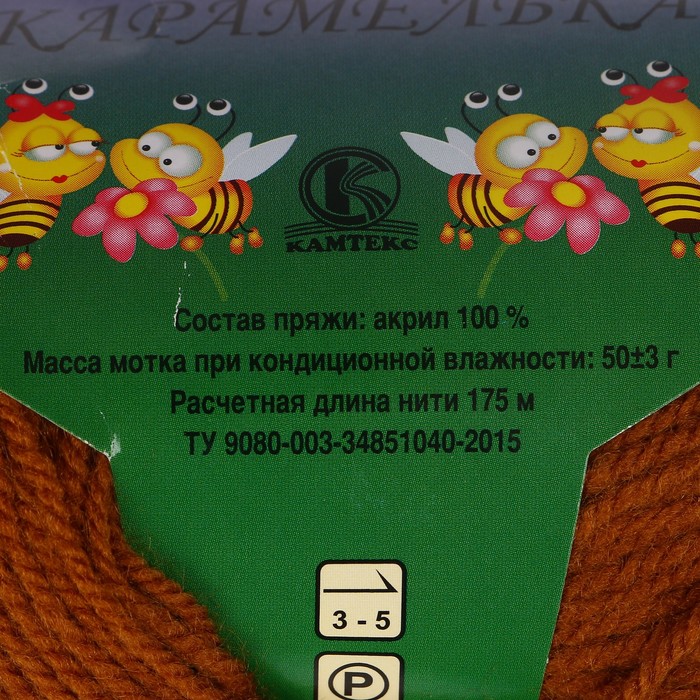 КАРАМЕЛЬКА
КАМТЕКС
Состав пряжи: акрил 100 %
Масса мотка при кондиционной влажности: 50±3 г
Расчетная длина нити 175 м
ТУ 9080-003-34851040-2015
3 - 5
P